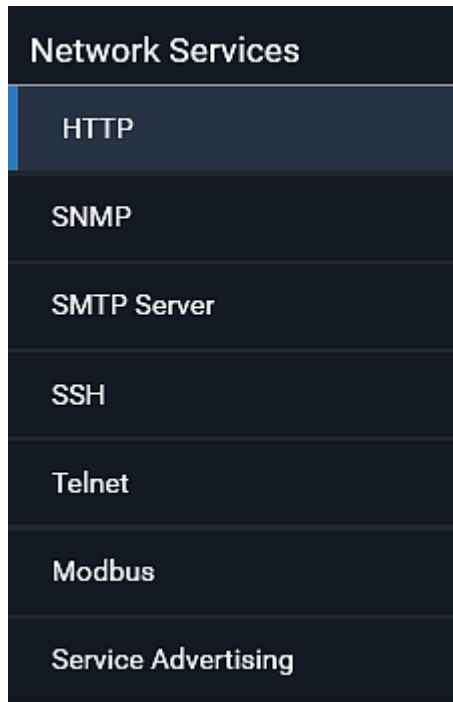 Network Services
HTTP
SNMP
SMTP Server
SSH
Telnet
Modbus
Service Advertising